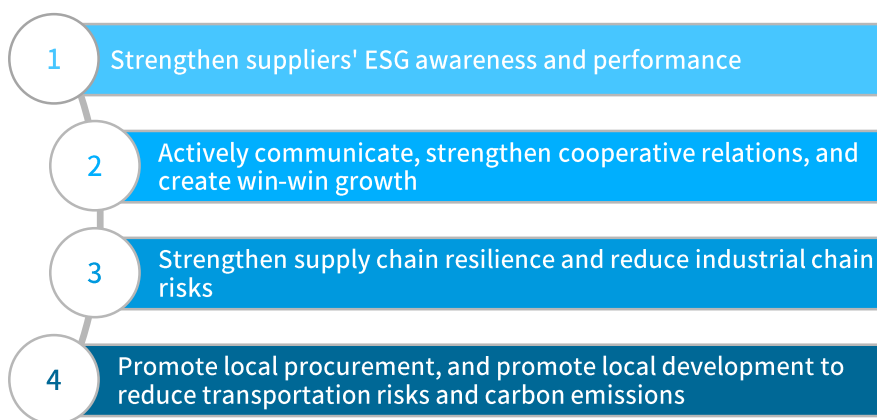 1
Strengthen suppliers' ESG awareness and performance
2
Actively communicate, strengthen cooperative relations, and
create win-win growth
3
Strengthen supply chain resilience and reduce industrial chain
risks
4
Promote local procurement, and promote local development to
reduce transportation risks and carbon emissions